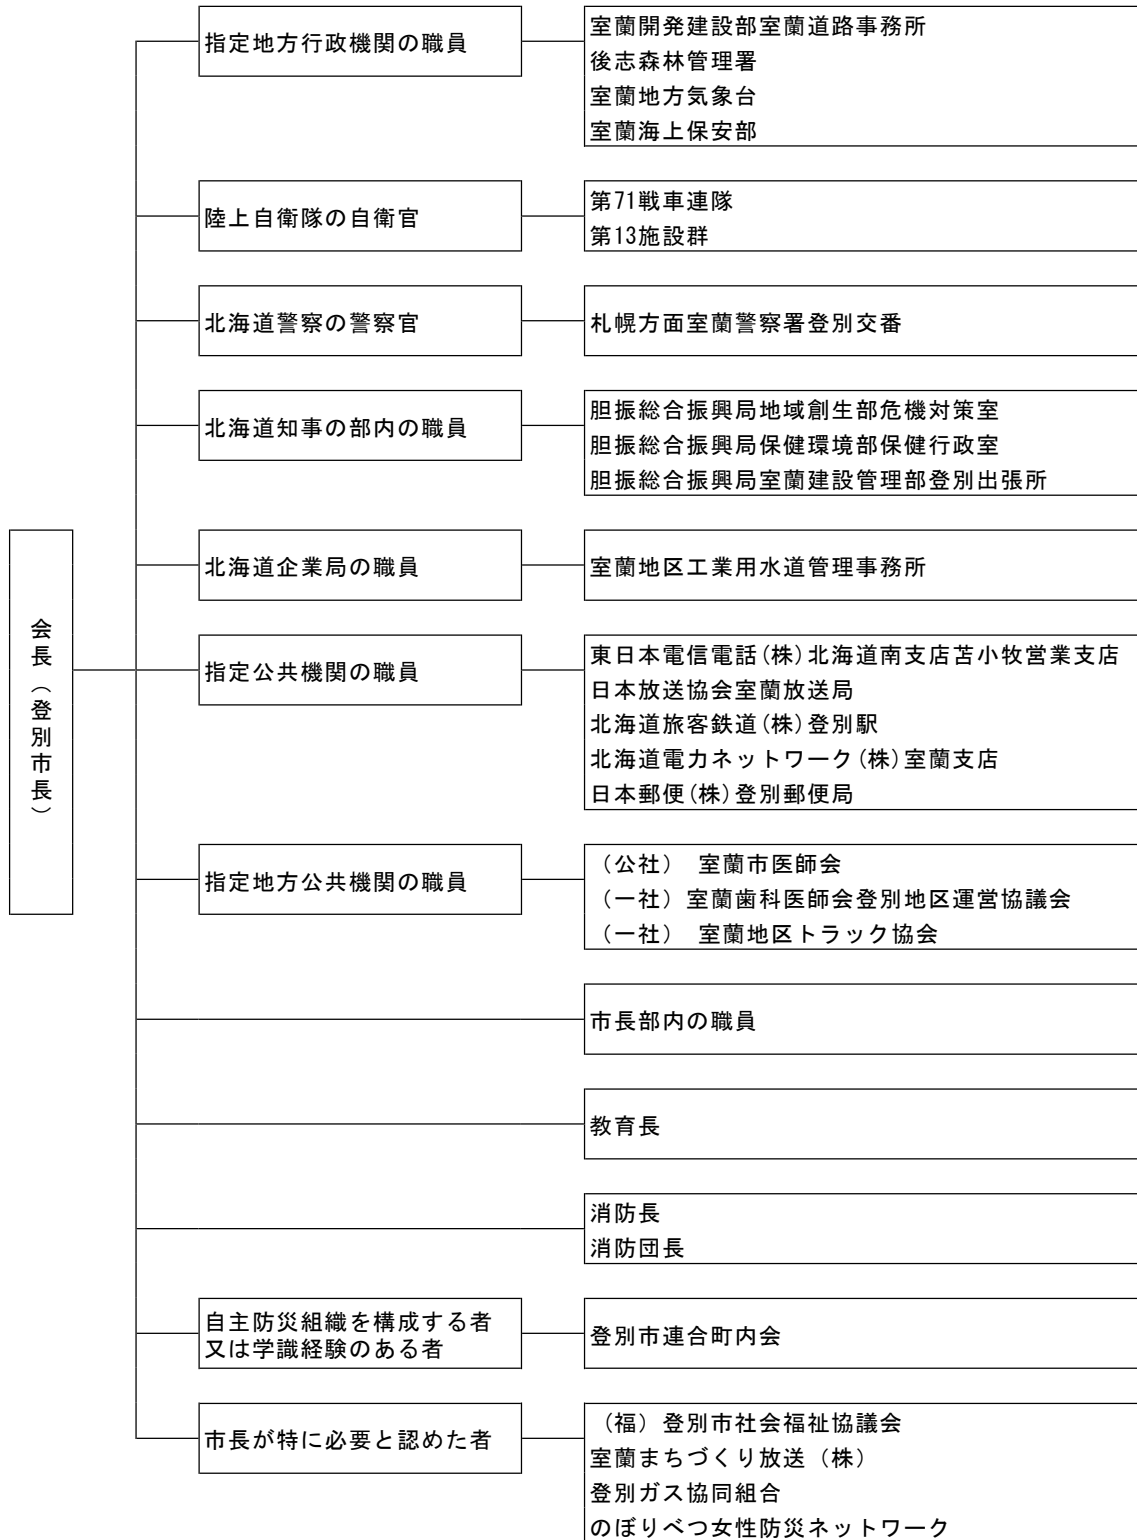 指定地方行政機関の職員
室蘭開発建設部室蘭道路事務所
後志森林管理署
室蘭地方気象台
室蘭海上保安部
陸上自衛隊の自衛官
第71戦車連隊
第13施設群
北海道警察の警察官
札幌方面室蘭警察署登別交番
北海道知事の部内の職員
胆振総合振興局地域創生部危機対策室
胆振総合振興局保健環境部保健行政室
胆振総合振興局室蘭建設管理部登別出張所
北海道企業局の職員
室蘭地区工業用水道管理事務所
会長（登別市長）
指定公共機関の職員
東日本電信電話(株)北海道南支店苫小牧営業支店
日本放送協会室蘭放送局
北海道旅客鉄道(株)登別駅
北海道電力ネットワーク(株)室蘭支店
日本郵便(株)登別郵便局
指定地方公共機関の職員
（公社） 室蘭市医師会
（一社）室蘭歯科医師会登別地区運営協議会
（一社） 室蘭地区トラック協会
市長部内の職員
教育長
消防長
消防団長
自主防災組織を構成する者
又は学識経験のある者
登別市連合町内会
市長が特に必要と認めた者
（福）登別市社会福祉協議会
室蘭まちづくり放送（株）
登別ガス協同組合
のぼりべつ女性防災ネットワーク